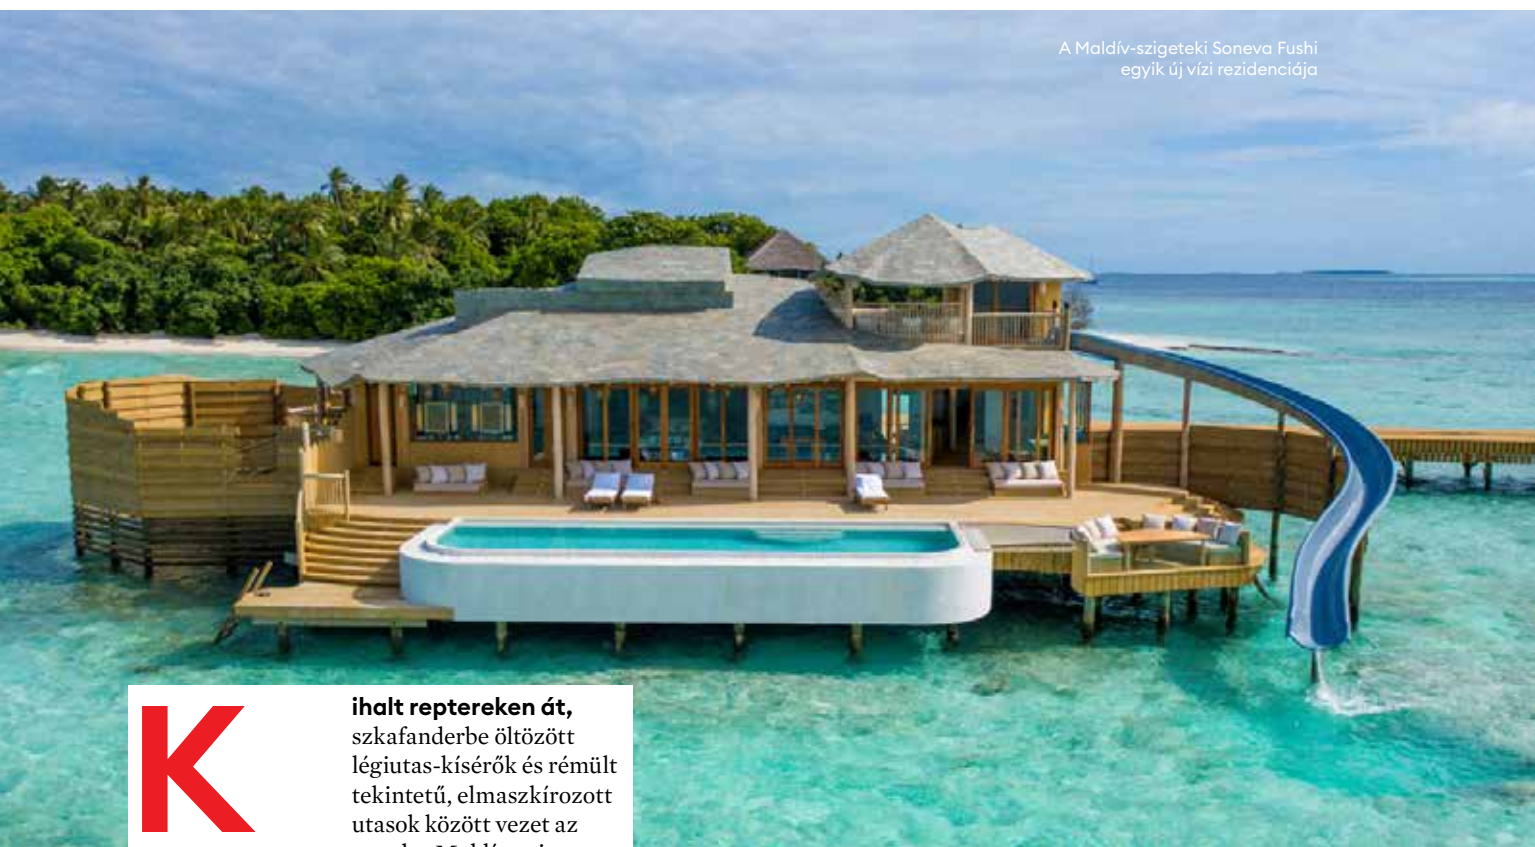 A Maldív-szigeteki Soneva Fushi
egyik új vízi rezidenciája
K
ihalt reptereken át,
szkafanderbe öltözött
légiutas-kísérők és rémült
tekintetű, elmaszkírozott
utasok között vezet az